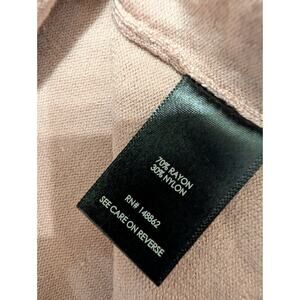 70% RAYON
30% NYLON
RN# 148862
SEE CARE ON REVERSE